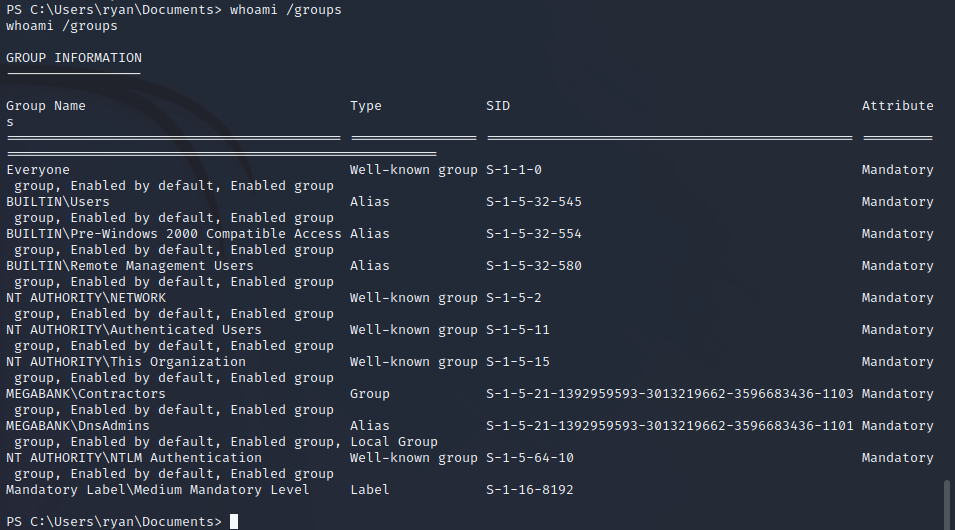 PS C:\Users\ryan\Documents> whoami /groups
whoami /groups
GROUP INFORMATION
-----------------
Group Name                                 Type             SID                                            Attribute
s
========================================== ================ ============================================== =========
======================================================
Everyone                                   Well-known group S-1-1-0                                        Mandatory
 group, Enabled by default, Enabled group
BUILTIN\Users                              Alias            S-1-5-32-545                                   Mandatory
 group, Enabled by default, Enabled group
BUILTIN\Pre-Windows 2000 Compatible Access Alias            S-1-5-32-554                                   Mandatory
 group, Enabled by default, Enabled group
BUILTIN\Remote Management Users            Alias            S-1-5-32-580                                   Mandatory
 group, Enabled by default, Enabled group
NT AUTHORITY\NETWORK                       Well-known group S-1-5-2                                        Mandatory
 group, Enabled by default, Enabled group
NT AUTHORITY\Authenticated Users           Well-known group S-1-5-11                                       Mandatory
 group, Enabled by default, Enabled group
NT AUTHORITY\This Organization             Well-known group S-1-5-15                                       Mandatory
 group, Enabled by default, Enabled group
MEGABANK\Contractors                       Group            S-1-5-21-1392959593-3013219662-3596683436-1103 Mandatory
 group, Enabled by default, Enabled group
MEGABANK\DnsAdmins                         Alias            S-1-5-21-1392959593-3013219662-3596683436-1101 Mandatory
 group, Enabled by default, Enabled group, Local Group
NT AUTHORITY\NTLM Authentication           Well-known group S-1-5-64-10                                    Mandatory
 group, Enabled by default, Enabled group
Mandatory Label\Medium Mandatory Level     Label            S-1-16-8192
PS C:\Users\ryan\Documents>